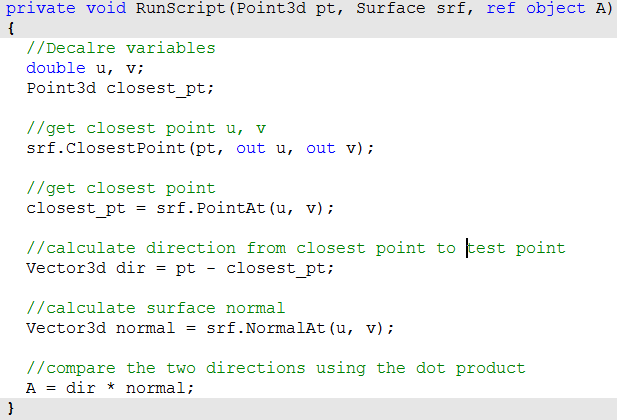 private void RunScript(Point3d pt, Surface srf, ref object A)
{
//Decalre variables
double u, v;
Point3d closest_pt;
//get closest point u, v
srf.ClosestPoint(pt, out u, out v);
//get closest point
closest_pt = srf.PointAt(u, v);
//calculate direction from closest point to test point
Vector3d dir = pt - closest_pt;
//calculate surface normal
Vector3d normal = srf.NormalAt(u, v);
//compare the two directions using the dot product
A = dir * normal;
}